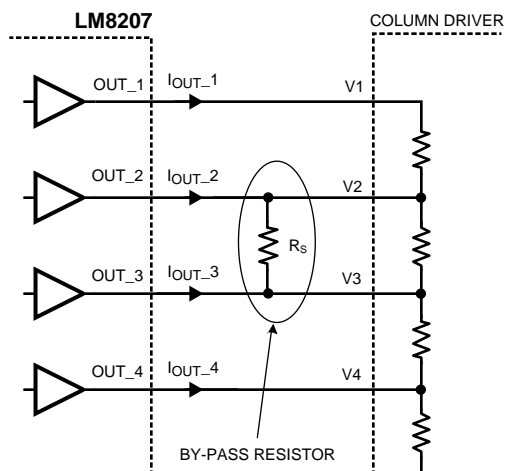 LM8207
COLUMN DRIVER
OUT_1
IOUT_1
V1
OUT_2
IOUT_2
V2
RS
OUT_3
IOUT_3
V3
OUT_4
IOUT_4
V4
BY-PASS RESISTOR